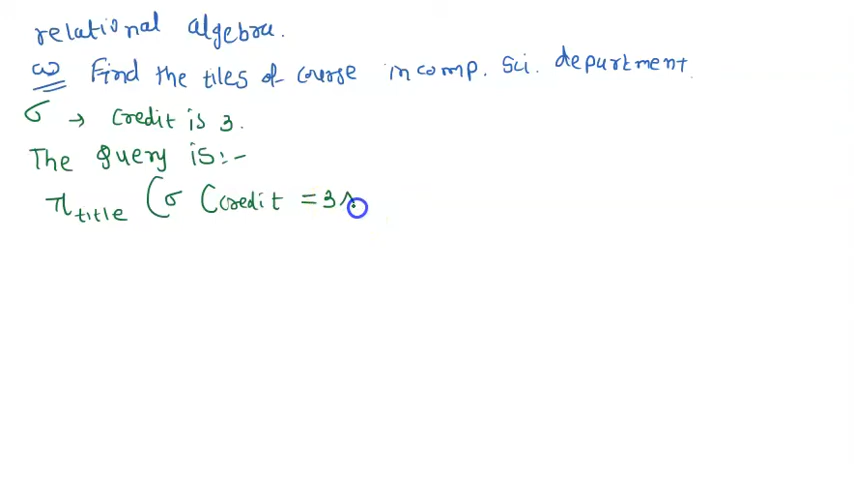 relational algebra.
a) Find the tiles of course in comp. Sci. department.
σ → Credit is 3.
The Query is:-
π title (σ (credit = 3 ∧